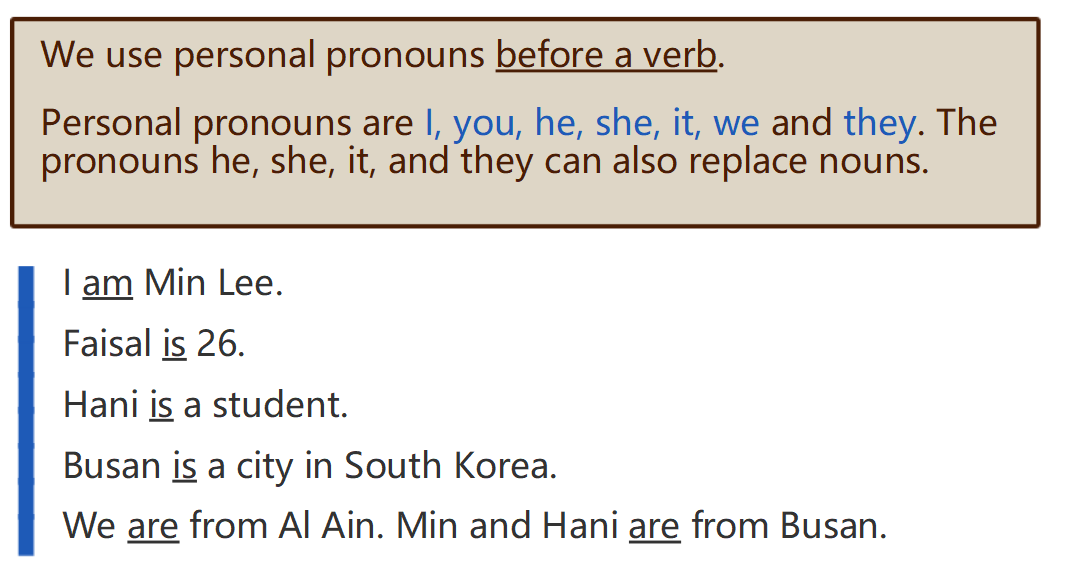 We use personal pronouns before a verb.
Personal pronouns are I, you, he, she, it, we and they. The
pronouns he, she, it, and they can also replace nouns.
I am Min Lee.
Faisal is 26.
Hani is a student.
Busan is a city in South Korea.
We are from Al Ain. Min and Hani are from Busan.